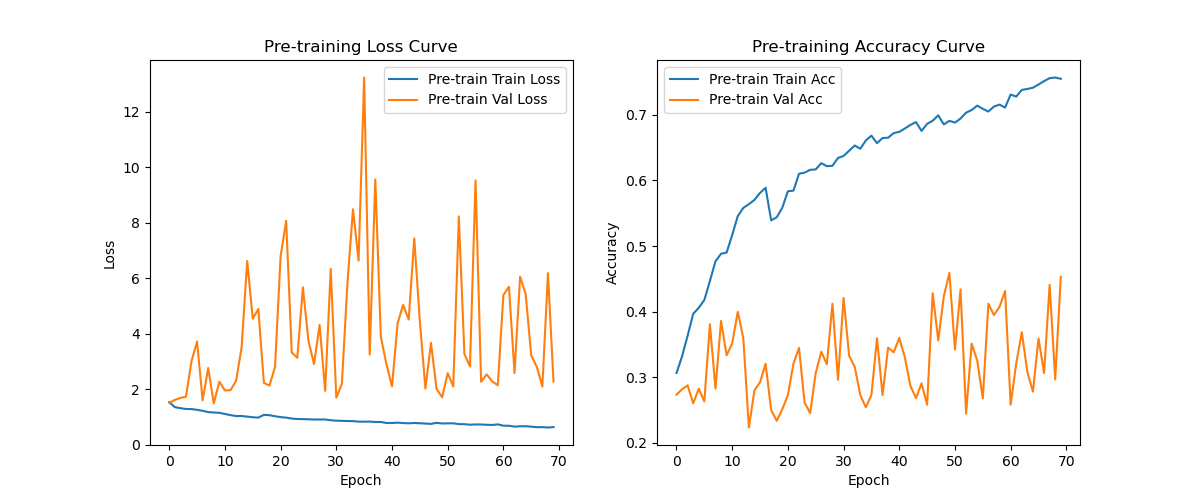 Pre-training Loss Curve
Pre-train Train Loss
Pre-train Val Loss
12
10
8
6
4
2
0
Loss
0 10 20 30 40 50 60 70
Epoch
Pre-training Accuracy Curve
Pre-train Train Acc
Pre-train Val Acc
0.7
0.6
0.5
0.4
0.3
0.2
Accuracy
0 10 20 30 40 50 60 70
Epoch